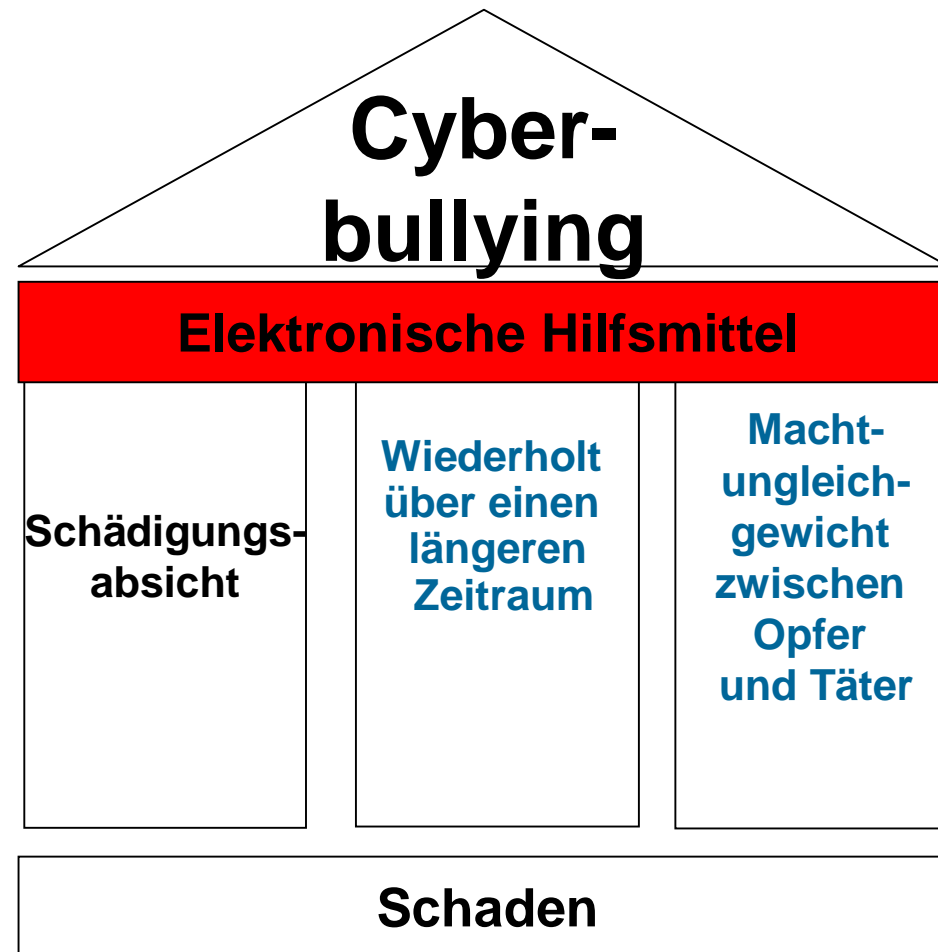 Cyber-
bullying
Elektronische Hilfsmittel
Schädigungs-
absicht
Wiederholt
über einen
längeren
Zeitraum
Macht-
ungleich-
gewicht
zwischen
Opfer
und Täter
Schaden